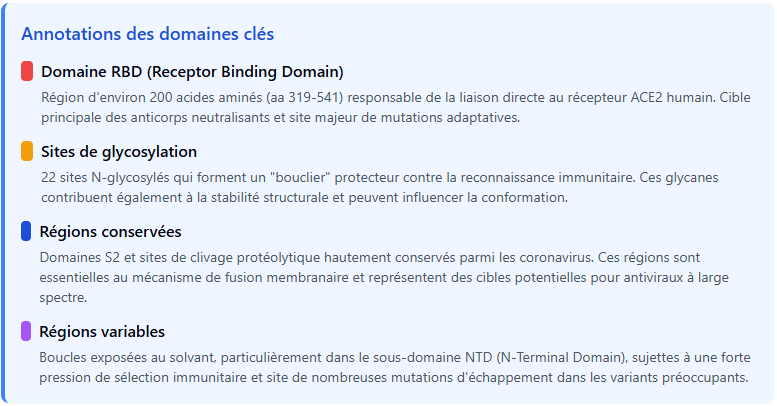 Annotations des domaines clés
Domaine RBD (Receptor Binding Domain)
Région d'environ 200 acides aminés (aa 319-541) responsable de la liaison directe au récepteur ACE2 humain. Cible
principale des anticorps neutralisants et site majeur de mutations adaptatives.
Sites de glycosylation
22 sites N-glycosylés qui forment un "bouclier" protecteur contre la reconnaissance immunitaire. Ces glycanes
contribuent également à la stabilité structurale et peuvent influencer la conformation.
Régions conservées
Domaines S2 et sites de clivage protéolytique hautement conservés parmi les coronavirus. Ces régions sont
essentielles au mécanisme de fusion membranaire et représentent des cibles potentielles pour antiviraux à large
spectre.
Régions variables
Boucles exposées au solvant, particulièrement dans le sous-domaine NTD (N-Terminal Domain), sujettes à une forte
pression de sélection immunitaire et site de nombreuses mutations d'échappement dans les variants préoccupants.